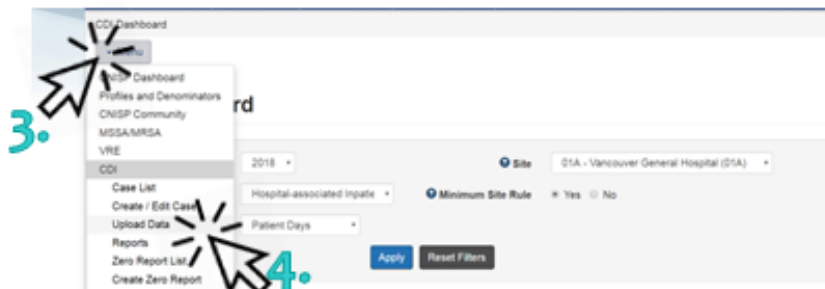 CDI Dashboard
Menu
3.
CNISP Dashboard
Profiles and Denominators
rd
CNISP Community
MSSA/MRSA
VRE
2018
Site
01A - Vancouver General Hospital (01A)
CDI
Case List
Hospital-associated Inpatie
Minimum Site Rule
Yes
No
Create / Edit Case
Upload Data
Patient Days
Reports
Zero Report List
4.
Apply
Reset Filters
Create Zero Report